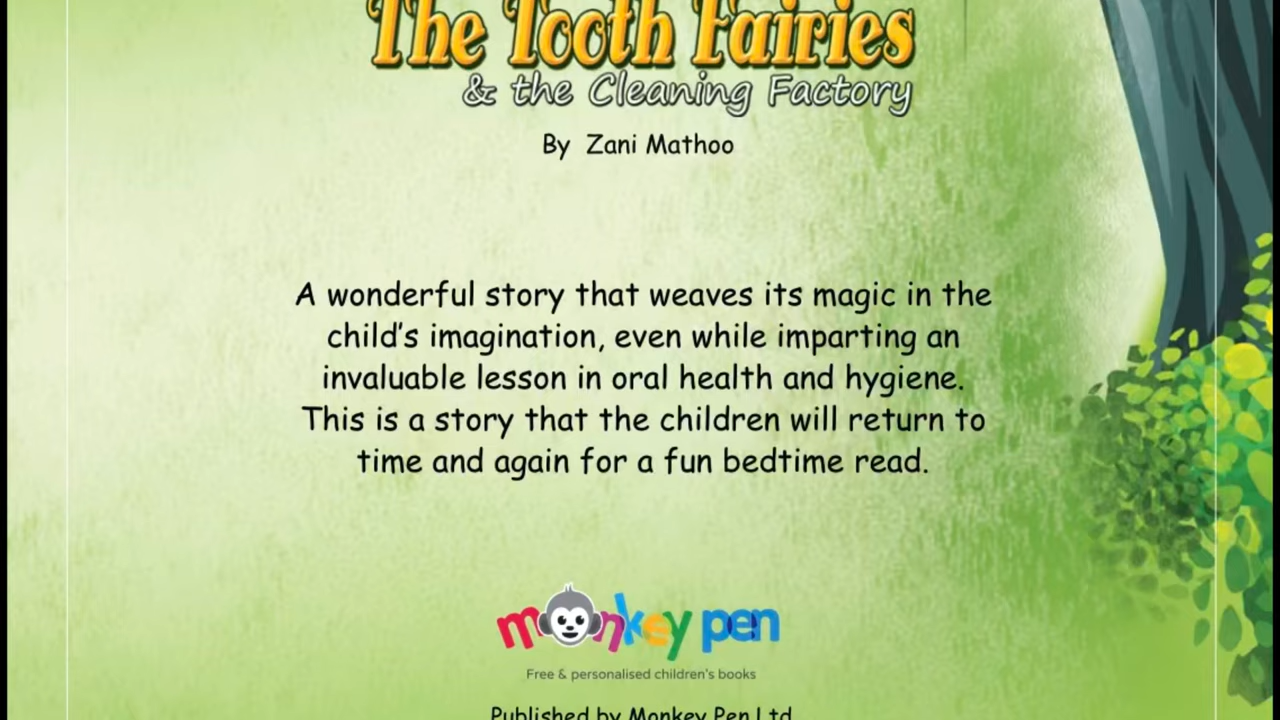 The Tooth Fairies
& the Cleaning Factory
By Zani Mathoo
A wonderful story that weaves its magic in the
child's imagination, even while imparting an
invaluable lesson in oral health and hygiene.
This is a story that the children will return to
time and again for a fun bedtime read.
monkey pen
Free & personalised children's books
Published by Monkey Pen Ltd